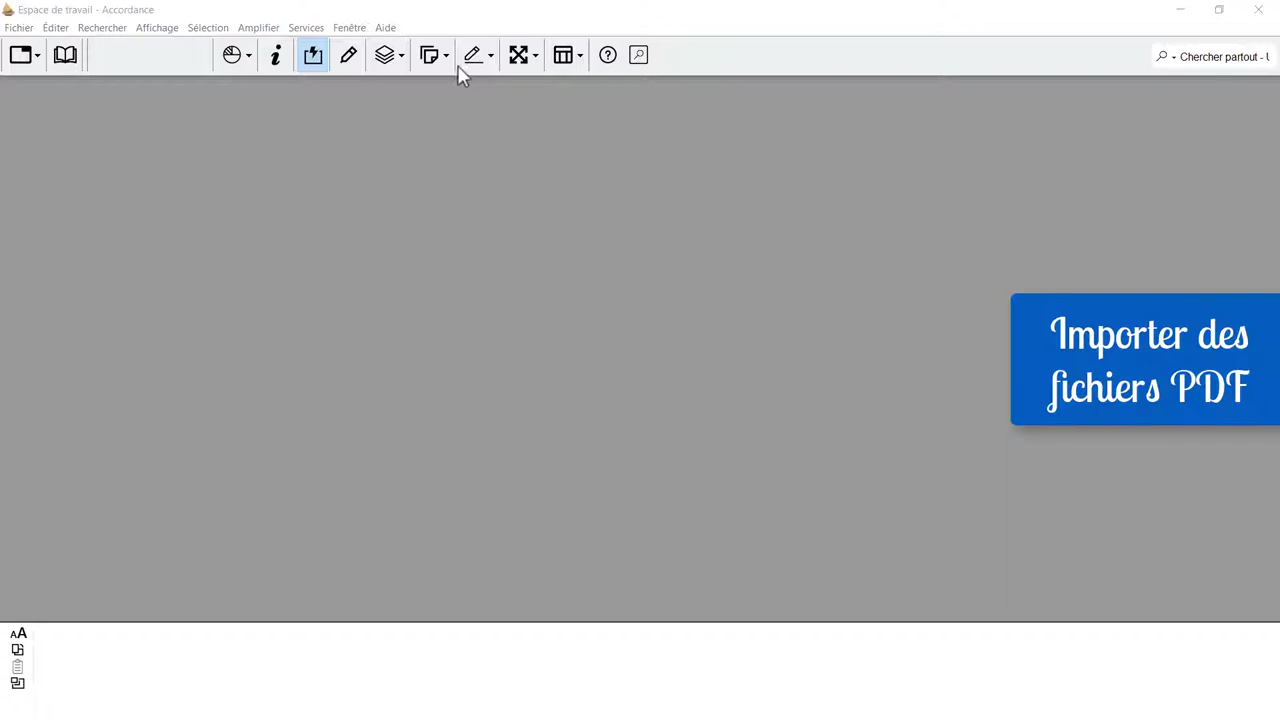 Espace de travail - Accordance
Fichier Éditer Rechercher Affichage Sélection Amplifier Services Fenêtre Aide
Chercher partout - U
Importer des
fichiers PDF
AA